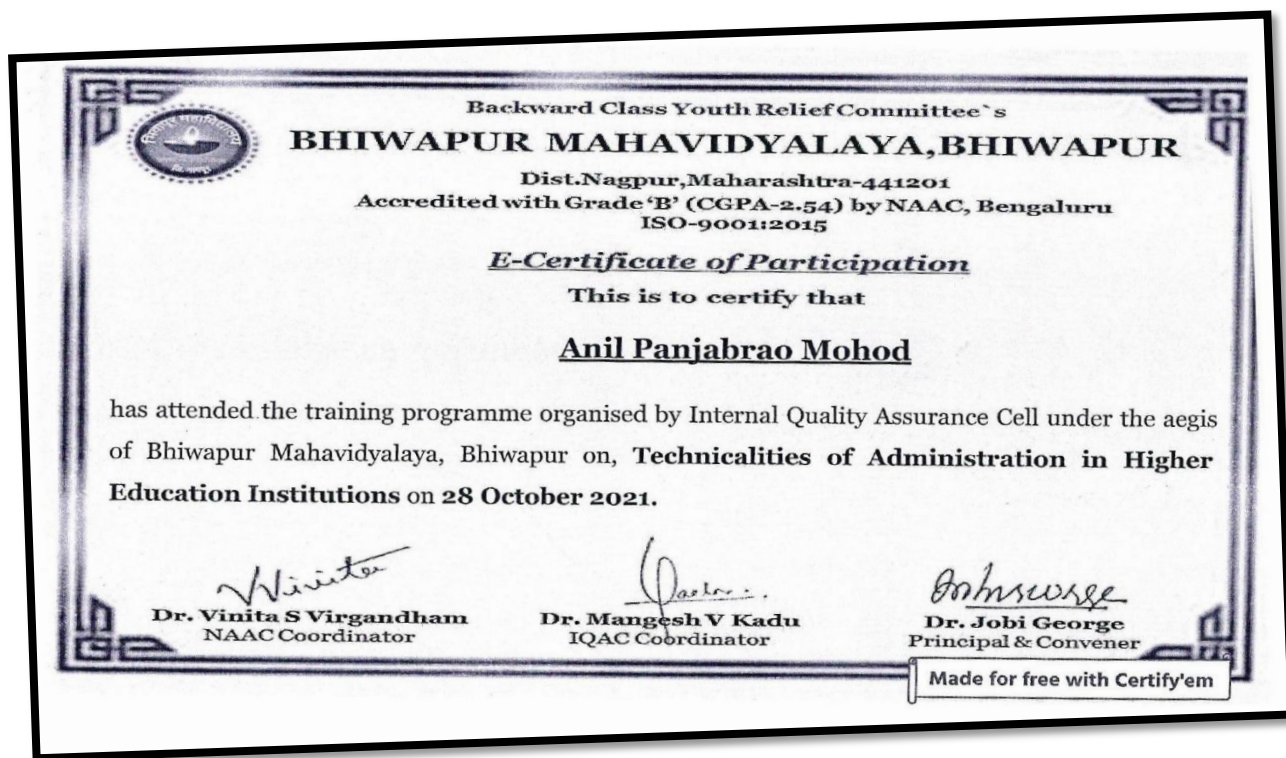 Backward Class Youth Relief Committee`s
BHIWAPUR MAHAVIDYALAYA,BHIWAPUR
Dist.Nagpur,Maharashtra-441201
Accredited with Grade ‘B’ (CGPA-2.54) by NAAC, Bengaluru
ISO-9001:2015
E-Certificate of Participation
This is to certify that
Anil Panjabrao Mohod
has attended the training programme organised by Internal Quality Assurance Cell under the aegis
of Bhiwapur Mahavidyalaya, Bhiwapur on, Technicalities of Administration in Higher
Education Institutions on 28 October 2021.
Dr. Vinita S Virgandham
NAAC Coordinator
Dr. Mangesh V Kadu
IQAC Coordinator
Dr. Jobi George
Principal & Convener
Made for free with Certify'em